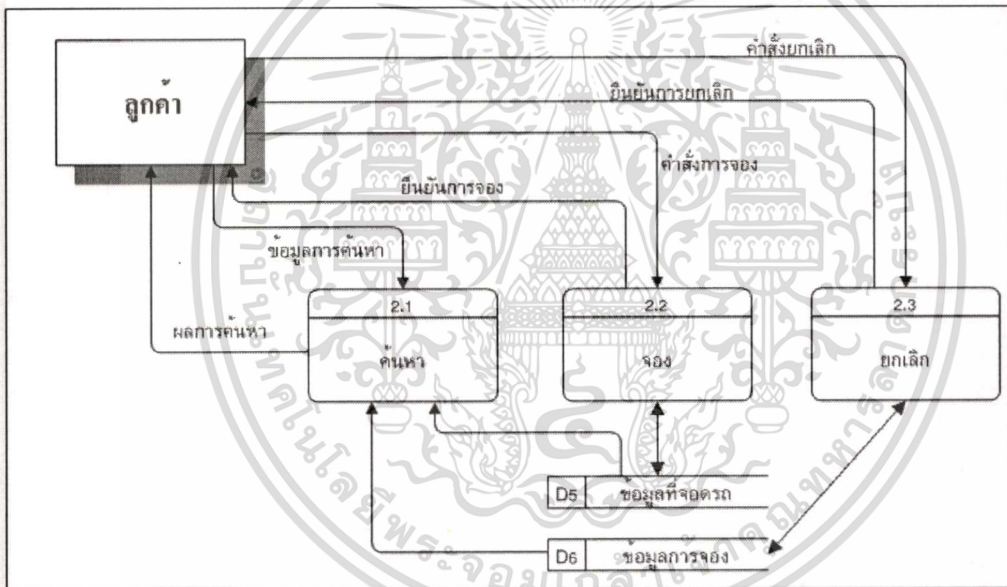 ลูกค้า
คำสั่งยกเลิก
ยืนยันการยกเลิก
คำสั่งการจอง
ยืนยันการจอง
ข้อมูลการค้นหา
ผลการค้นหา
2.1
ค้นหา
2.2
จอง
2.3
ยกเลิก
D5 ข้อมูลที่จอดรถ
D6 ข้อมูลการจอง